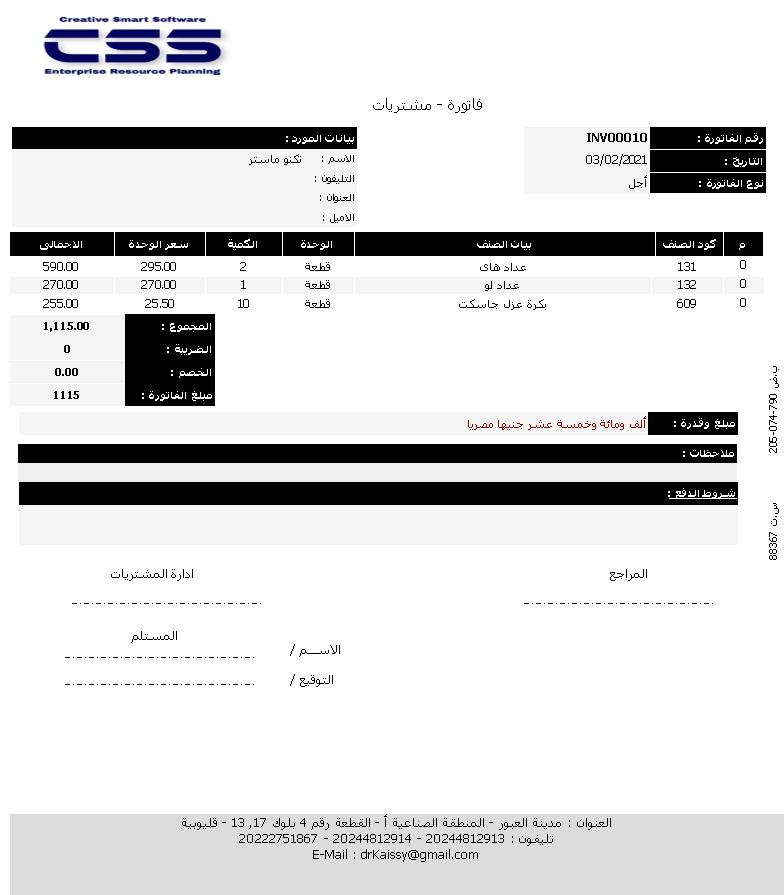 Creative Smart Software
CSS
Enterprise Resource Planning
فاتورة - مشتريات
رقم الفاتورة : INV00010
التاريخ : 03/02/2021
نوع الفاتورة : أجل
بيانات المورد :
الاسم : تكنو ماستر
التليفون :
العنوان :
الاميل :
م كود الصنف بيان الصنف الوحدة الكمية سعر الوحدة الاجمالى
0 131 عداد هاى قطعة 2 295.00 590.00
0 132 عداد لو قطعة 1 270.00 270.00
0 609 بكرة عزل جاسكت قطعة 10 25.50 255.00
المجموع : 1,115.00
الضريبة : 0
الخصم : 0.00
مبلغ الفاتورة : 1115
مبلغ وقدرة : ألف ومائة وخمسة عشر جنيها مصريا
ملاحظات :
شروط الدفع :
ب.ض 205-074-790
س.ت 88367
المراجع
ادارة المشتريات
المستلم
الاســـم /
التوقيع /
العنوان : مدينة العبور - المنطقة الصناعية أ - القطعة رقم 4 بلوك 17, 13 - قليوبية
تليفون : 20244812913 - 20244812914 - 20222751867
E-Mail : drKaissy@gmail.com